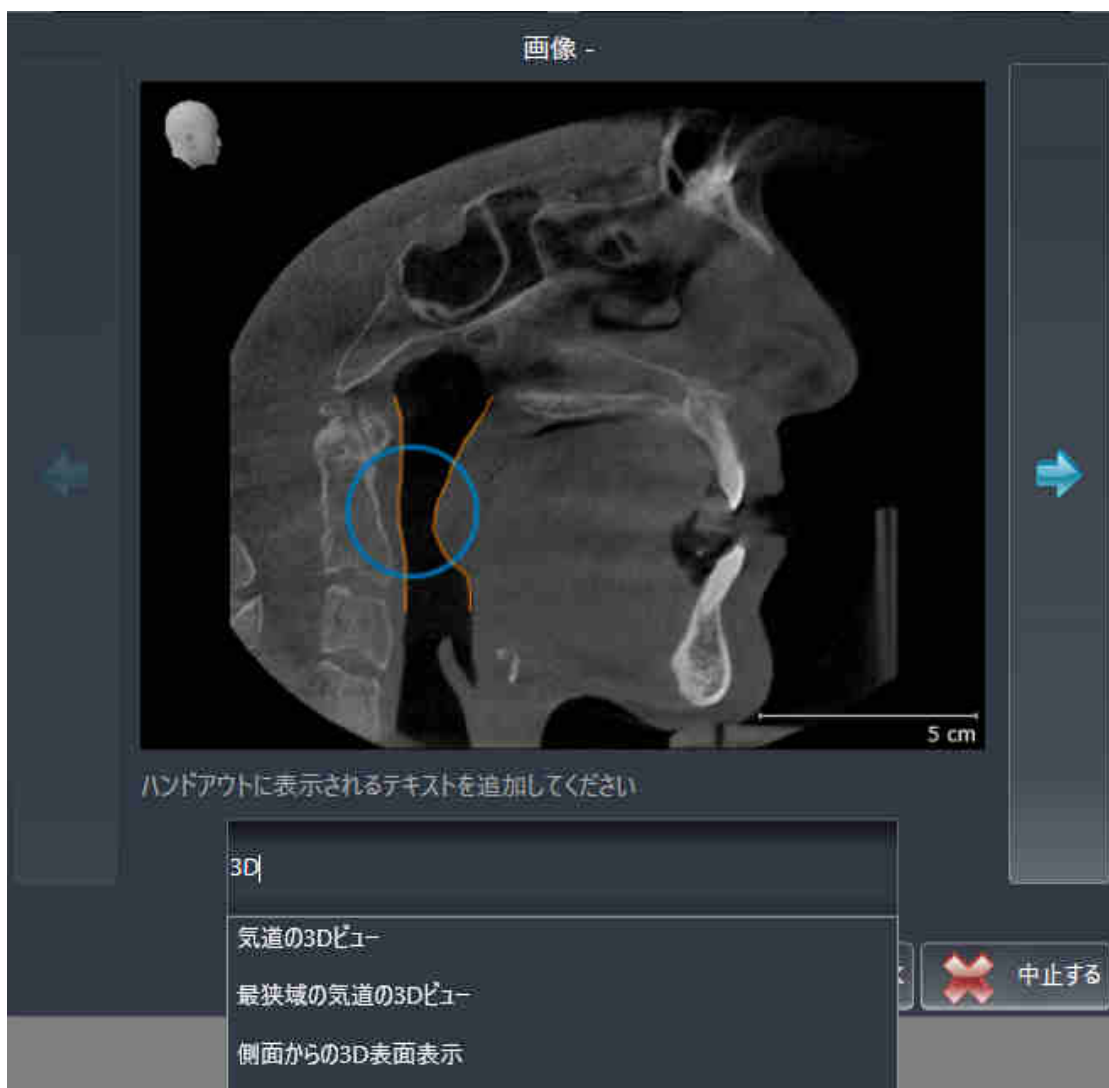 画像 -
5 cm
ハンドアウトに表示されるテキストを追加してください
3D
気道の3Dビュー
最狭域の気道の3Dビュー
側面からの3D表面表示
中止する